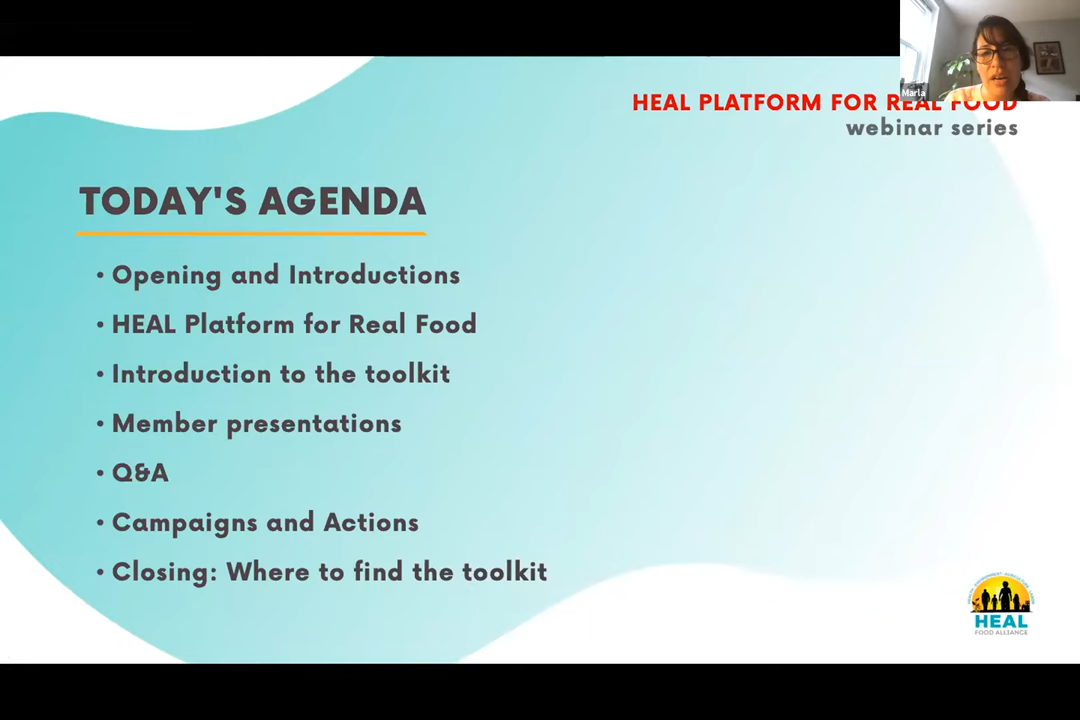 Marla
HEAL PLATFORM FOR REAL FOOD
webinar series
TODAY'S AGENDA
• Opening and Introductions
• HEAL Platform for Real Food
• Introduction to the toolkit
• Member presentations
• Q&A
• Campaigns and Actions
• Closing: Where to find the toolkit
HEAL
FOOD ALLIANCE